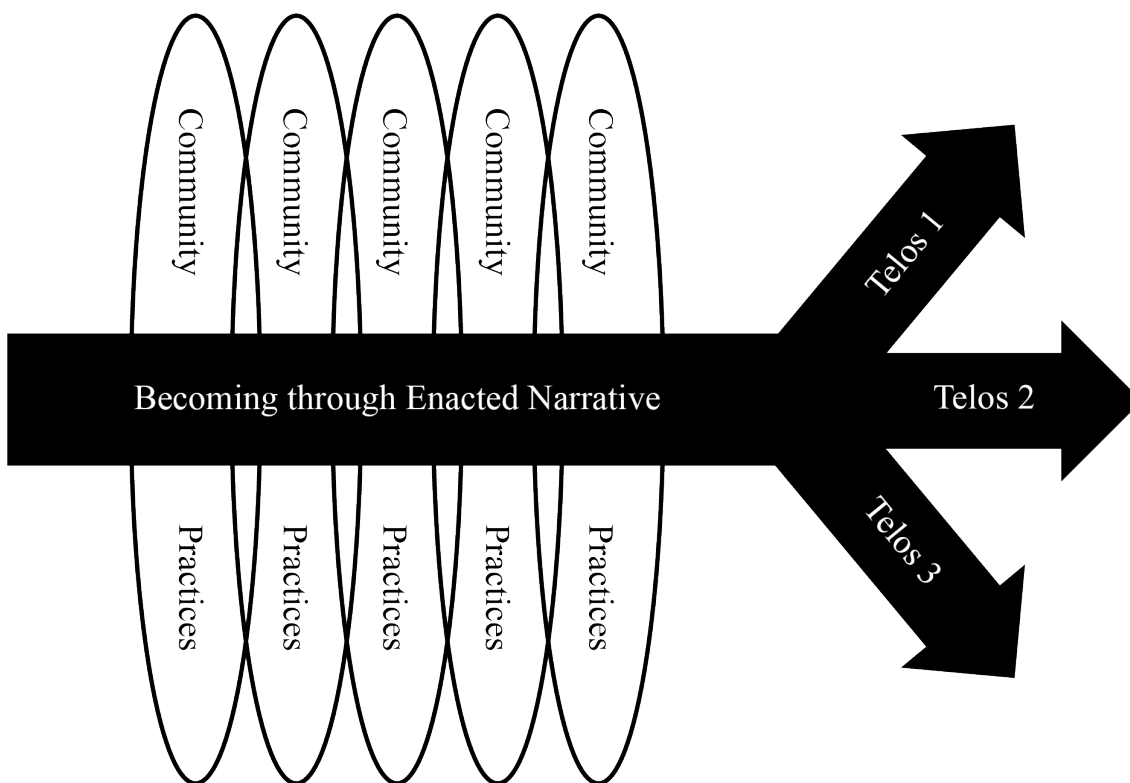 Community
Community
Community
Community
Community
Telos 1
Becoming through Enacted Narrative
Telos 2
Telos 3
Practices
Practices
Practices
Practices
Practices